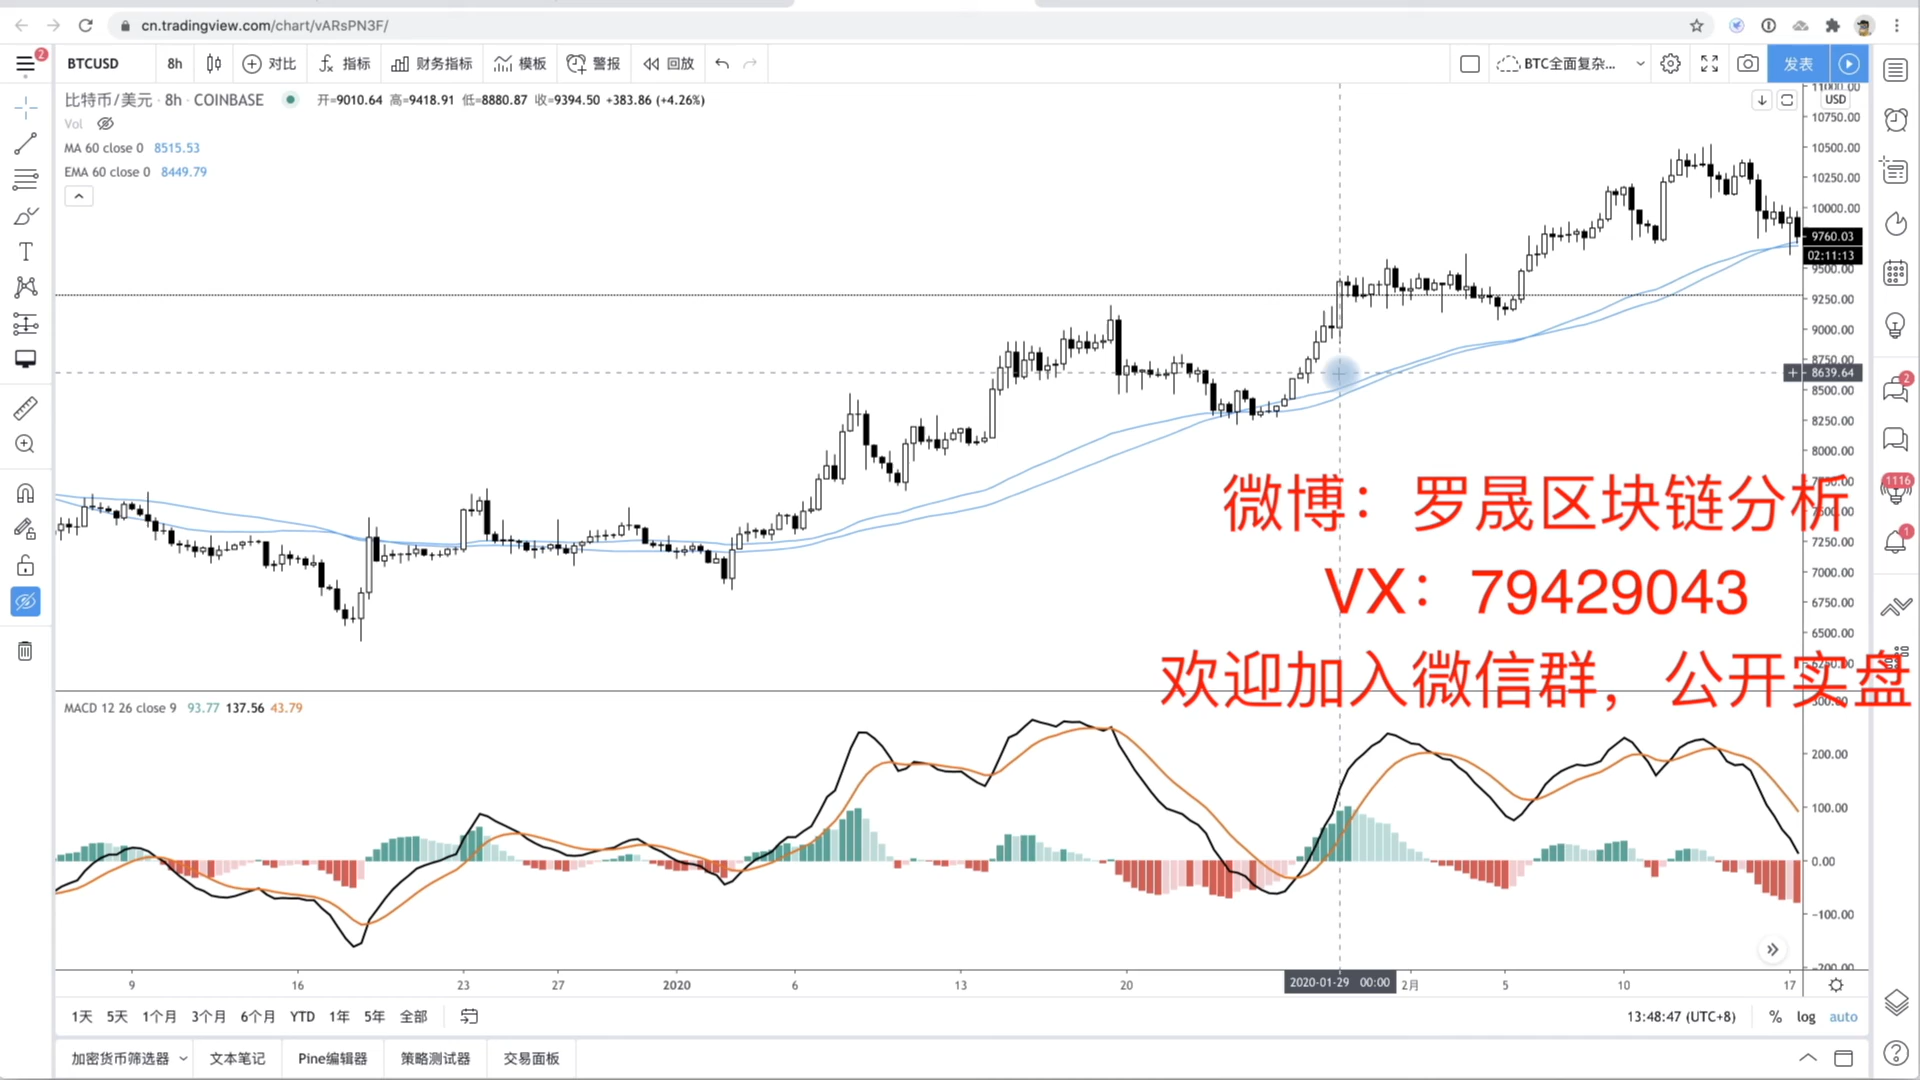 cn.tradingview.com/chart/vARsPN3F/
2
BTCUSD 8h 对比 指标 财务指标 模板 警报 回放 BTC全面复杂... 发表
比特币/美元 · 8h · COINBASE 开=9010.64 高=9418.91 低=8880.87 收=9394.50 +383.86 (+4.26%)
Vol
MA 60 close 0 8515.53
EMA 60 close 0 8449.79
USD
10750.00
10500.00
10250.00
10000.00
9760.03
02:11:13
9500.00
9250.00
9000.00
8750.00
8639.64
8500.00
8250.00
8000.00
7250.00
7000.00
6750.00
6500.00
2
1116
1
微博：罗晟区块链分析
VX：79429043
欢迎加入微信群，公开实盘
MACD 12 26 close 9 93.77 137.56 43.79
200.00
100.00
0.00
-100.00
-200.00
9 16 23 27 2020 6 13 20 2020-01-29 00:00 2月 5 10 17
1天 5天 1个月 3个月 6个月 YTD 1年 5年 全部 13:48:47 (UTC+8) % log auto
加密货币筛选器 文本笔记 Pine编辑器 策略测试器 交易面板